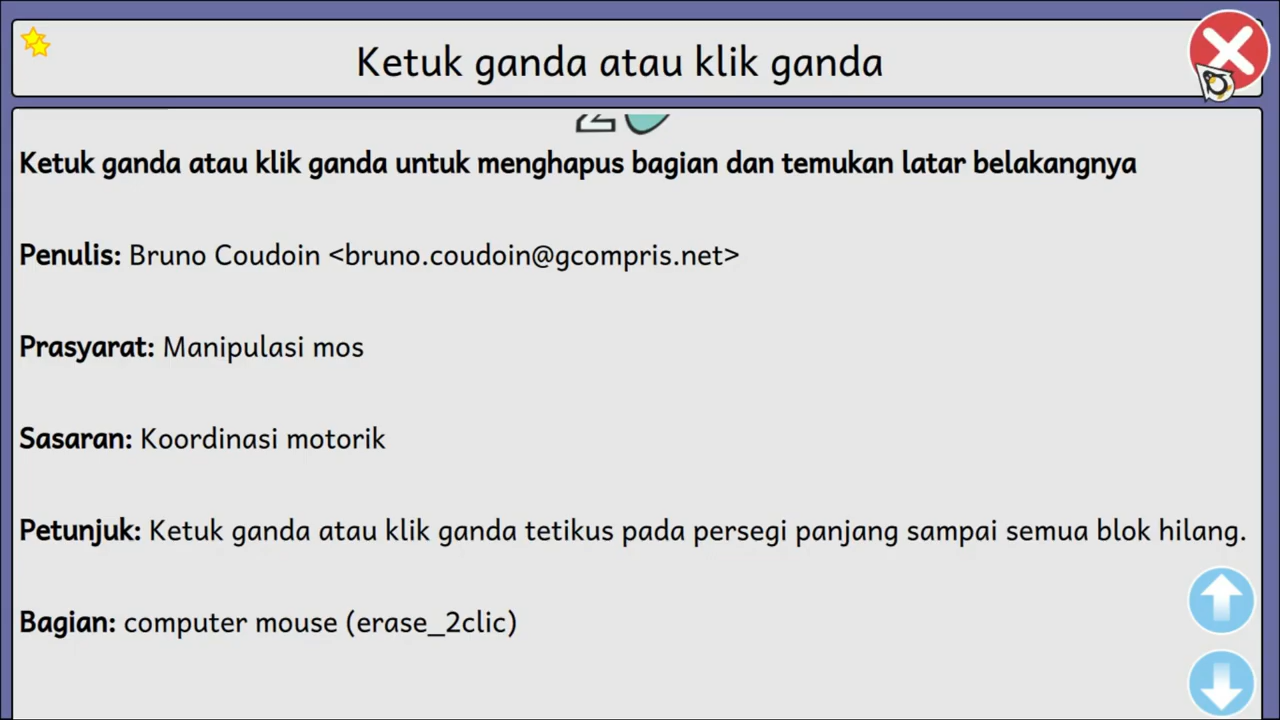 Ketuk ganda atau klik ganda
Ketuk ganda atau klik ganda untuk menghapus bagian dan temukan latar belakangnya
Penulis: Bruno Coudoin <bruno.coudoin@gcompris.net>
Prasyarat: Manipulasi mos
Sasaran: Koordinasi motorik
Petunjuk: Ketuk ganda atau klik ganda tetikus pada persegi panjang sampai semua blok hilang.
Bagian: computer mouse (erase_2clic)